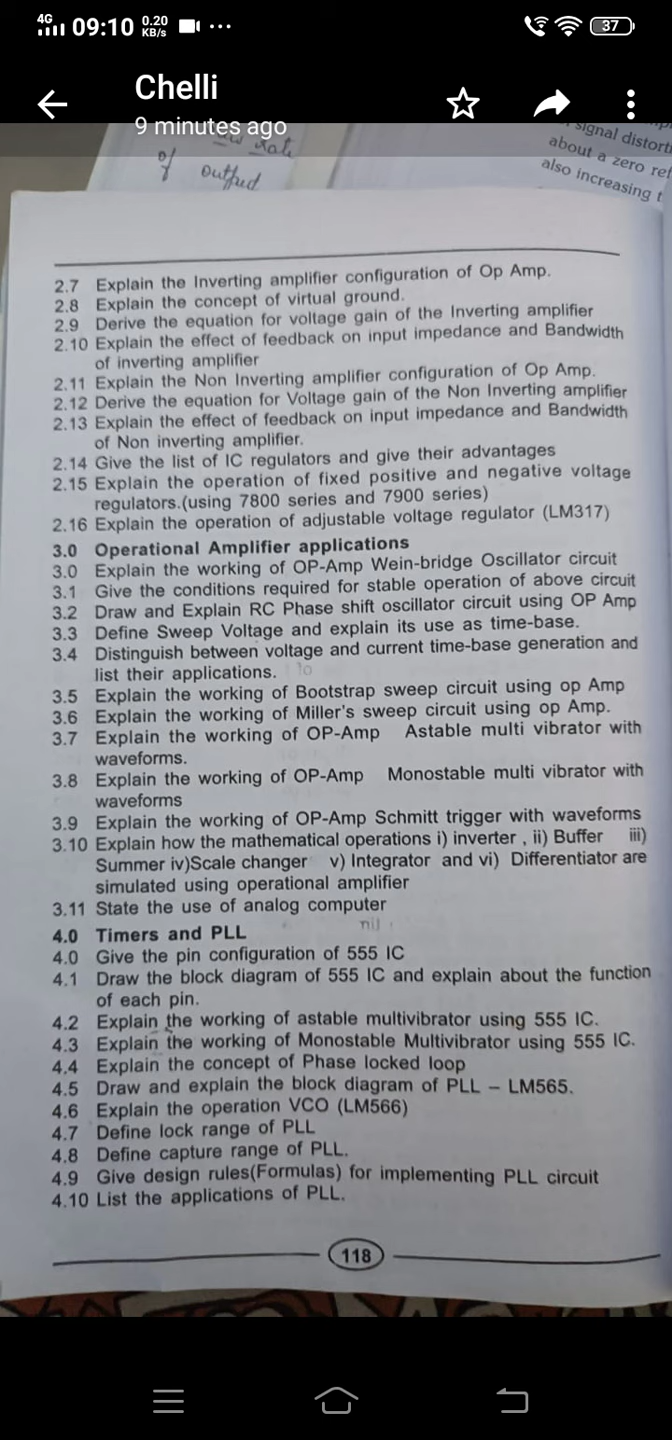 4G 09:10 0.20 KB/s ... 37
Chelli
9 minutes ago
Rate
of output
signal distorti
about a zero ref
also increasing t
2.7 Explain the Inverting amplifier configuration of Op Amp.
2.8 Explain the concept of virtual ground.
2.9 Derive the equation for voltage gain of the Inverting amplifier
2.10 Explain the effect of feedback on input impedance and Bandwidth
of inverting amplifier
2.11 Explain the Non Inverting amplifier configuration of Op Amp.
2.12 Derive the equation for Voltage gain of the Non Inverting amplifier
2.13 Explain the effect of feedback on input impedance and Bandwidth
of Non inverting amplifier.
2.14 Give the list of IC regulators and give their advantages
2.15 Explain the operation of fixed positive and negative voltage
regulators.(using 7800 series and 7900 series)
2.16 Explain the operation of adjustable voltage regulator (LM317)
3.0 Operational Amplifier applications
3.0 Explain the working of OP-Amp Wein-bridge Oscillator circuit
3.1 Give the conditions required for stable operation of above circuit
3.2 Draw and Explain RC Phase shift oscillator circuit using OP Amp
3.3 Define Sweep Voltage and explain its use as time-base.
3.4 Distinguish between voltage and current time-base generation and
list their applications.
3.5 Explain the working of Bootstrap sweep circuit using op Amp
3.6 Explain the working of Miller's sweep circuit using op Amp.
3.7 Explain the working of OP-Amp Astable multi vibrator with
waveforms.
3.8 Explain the working of OP-Amp Monostable multi vibrator with
waveforms
3.9 Explain the working of OP-Amp Schmitt trigger with waveforms
3.10 Explain how the mathematical operations i) inverter , ii) Buffer iii)
Summer iv)Scale changer v) Integrator and vi) Differentiator are
simulated using operational amplifier
3.11 State the use of analog computer
4.0 Timers and PLL
4.0 Give the pin configuration of 555 IC
4.1 Draw the block diagram of 555 IC and explain about the function
of each pin.
4.2 Explain the working of astable multivibrator using 555 IC.
4.3 Explain the working of Monostable Multivibrator using 555 IC.
4.4 Explain the concept of Phase locked loop
4.5 Draw and explain the block diagram of PLL – LM565.
4.6 Explain the operation VCO (LM566)
4.7 Define lock range of PLL
4.8 Define capture range of PLL.
4.9 Give design rules(Formulas) for implementing PLL circuit
4.10 List the applications of PLL.
118